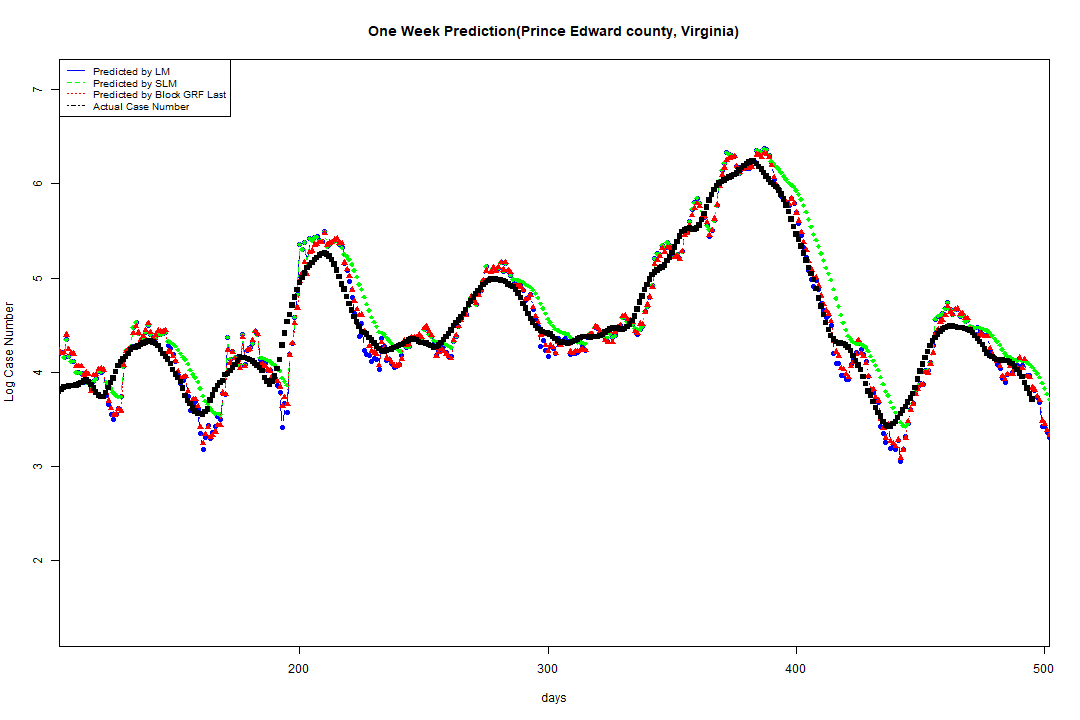 One Week Prediction(Prince Edward county, Virginia)
Predicted by LM
Predicted by SLM
Predicted by Block GRF Last
Actual Case Number
7
6
5
4
3
2
Log Case Number
200 300 400 500
days